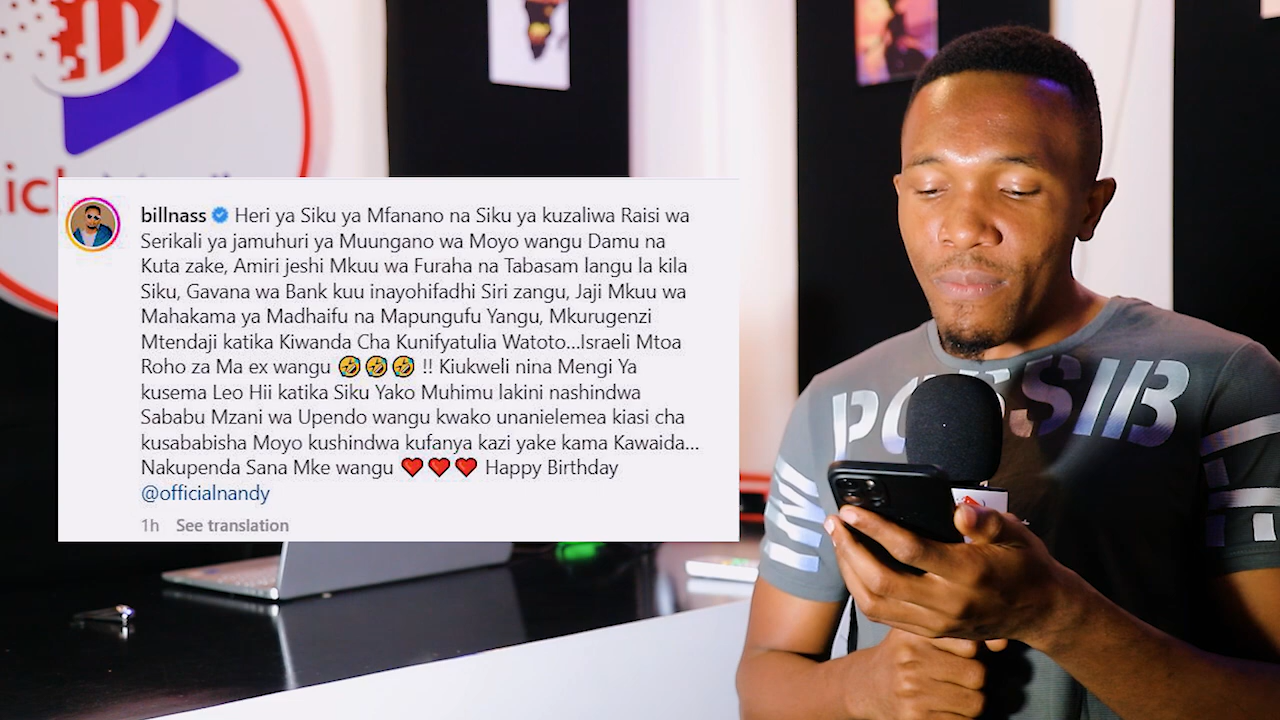 billnass Heri ya Siku ya Mfanano na Siku ya kuzaliwa Raisi wa
Serikali ya jamuhuri ya Muungano wa Moyo wangu Damu na
Kuta zake, Amiri jeshi Mkuu wa Furaha na Tabasam langu la kila
Siku, Gavana wa Bank kuu inayohifadhi Siri zangu, Jaji Mkuu wa
Mahakama ya Madhaifu na Mapungufu Yangu, Mkurugenzi
Mtendaji katika Kiwanda Cha Kunifyatulia Watoto...Israeli Mtoa
Roho za Ma ex wangu 🤣🤣🤣 !! Kiukweli nina Mengi Ya
kusema Leo Hii katika Siku Yako Muhimu lakini nashindwa
Sababu Mzani wa Upendo wangu kwako unanielemea kiasi cha
kusababisha Moyo kushindwa kufanya kazi yake kama Kawaida...
Nakupenda Sana Mke wangu ❤️❤️❤️ Happy Birthday
@officialnandy
1h See translation